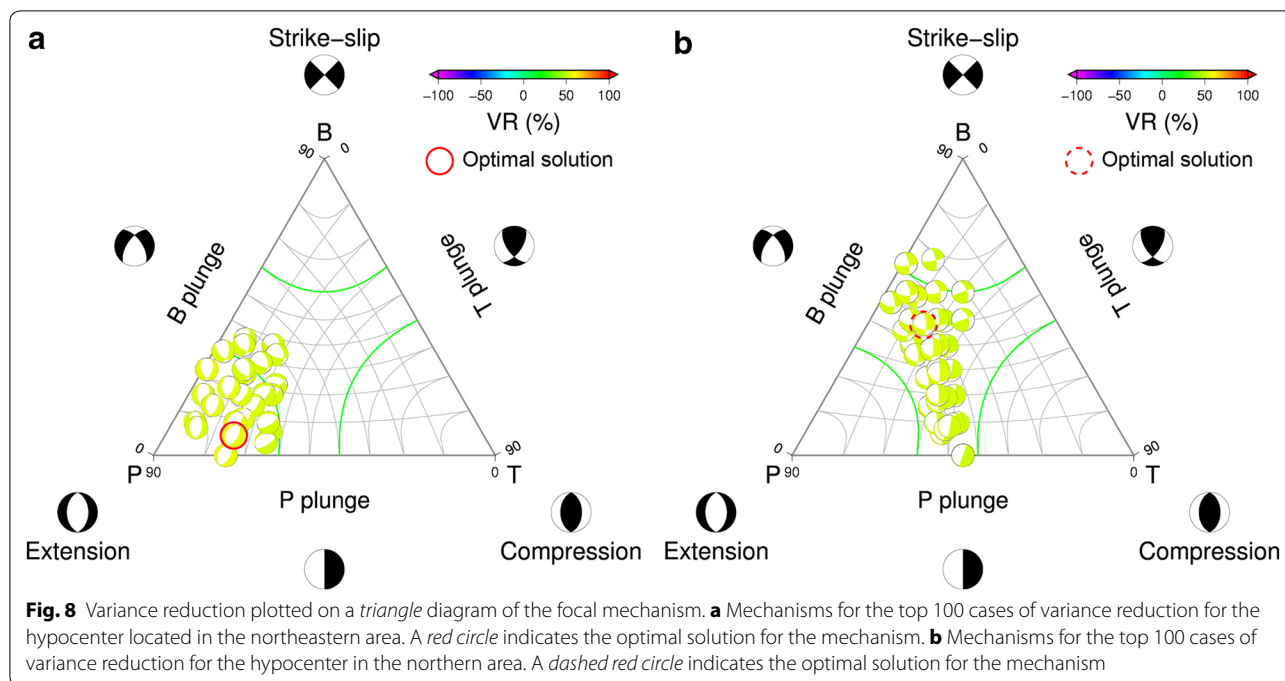 a
Strike–slip
−100 −50 0 50 100
VR (%)
Optimal solution
B
90 0
B plunge
T plunge
0 90
P 90 0 T
P plunge
Extension
Compression
b
Strike–slip
−100 −50 0 50 100
VR (%)
Optimal solution
B
90 0
B plunge
T plunge
0 90
P 90 0 T
P plunge
Extension
Compression
Fig. 8 Variance reduction plotted on a triangle diagram of the focal mechanism. a Mechanisms for the top 100 cases of variance reduction for the
hypocenter located in the northeastern area. A red circle indicates the optimal solution for the mechanism. b Mechanisms for the top 100 cases of
variance reduction for the hypocenter in the northern area. A dashed red circle indicates the optimal solution for the mechanism